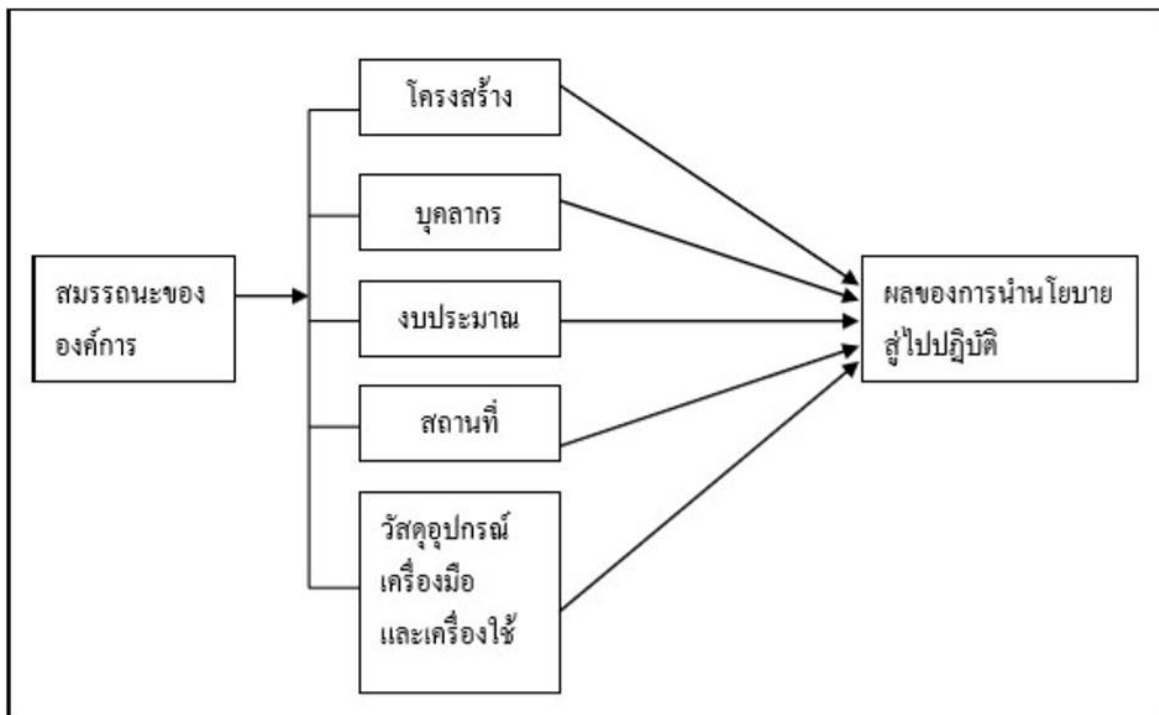 โครงสร้าง
บุคลากร
สมรรถนะของ
องค์การ
งบประมาณ
ผลของการนำนโยบาย
สู่ไปปฏิบัติ
สถานที่
วัสดุอุปกรณ์
เครื่องมือ
และเครื่องใช้